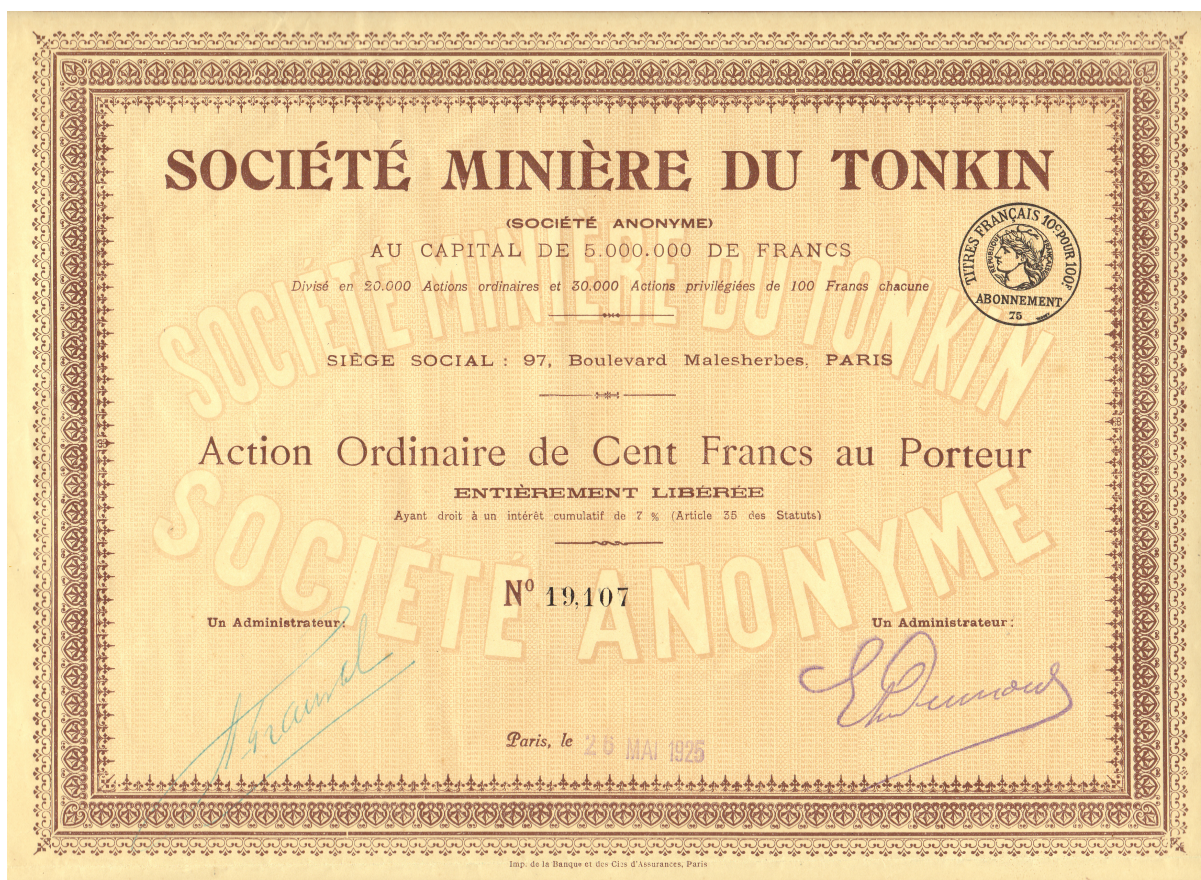 SOCIÉTÉ MINIÈRE DU TONKIN
(SOCIÉTÉ ANONYME)
AU CAPITAL DE 5.000.000 DE FRANCS
Divisé en 20.000 Actions ordinaires et 30.000 Actions privilégiées de 100 Francs chacune
TITRES FRANÇAIS 10c POUR 100f
RÉPUBLIQUE FRANÇAISE
ABONNEMENT
75
SIÈGE SOCIAL : 97, Boulevard Malesherbes, PARIS
Action Ordinaire de Cent Francs au Porteur
ENTIÈREMENT LIBÉRÉE
Ayant droit à un intérêt cumulatif de 7 % (Article 35 des Statuts)
SOCIÉTÉ MINIÈRE DU TONKIN
SOCIÉTÉ ANONYME
No 19,107
Un Administrateur:
Un Administrateur:
Paris, le 25 MAI 1925
Imp. de la Banque et des Cies d'Assurances, Paris